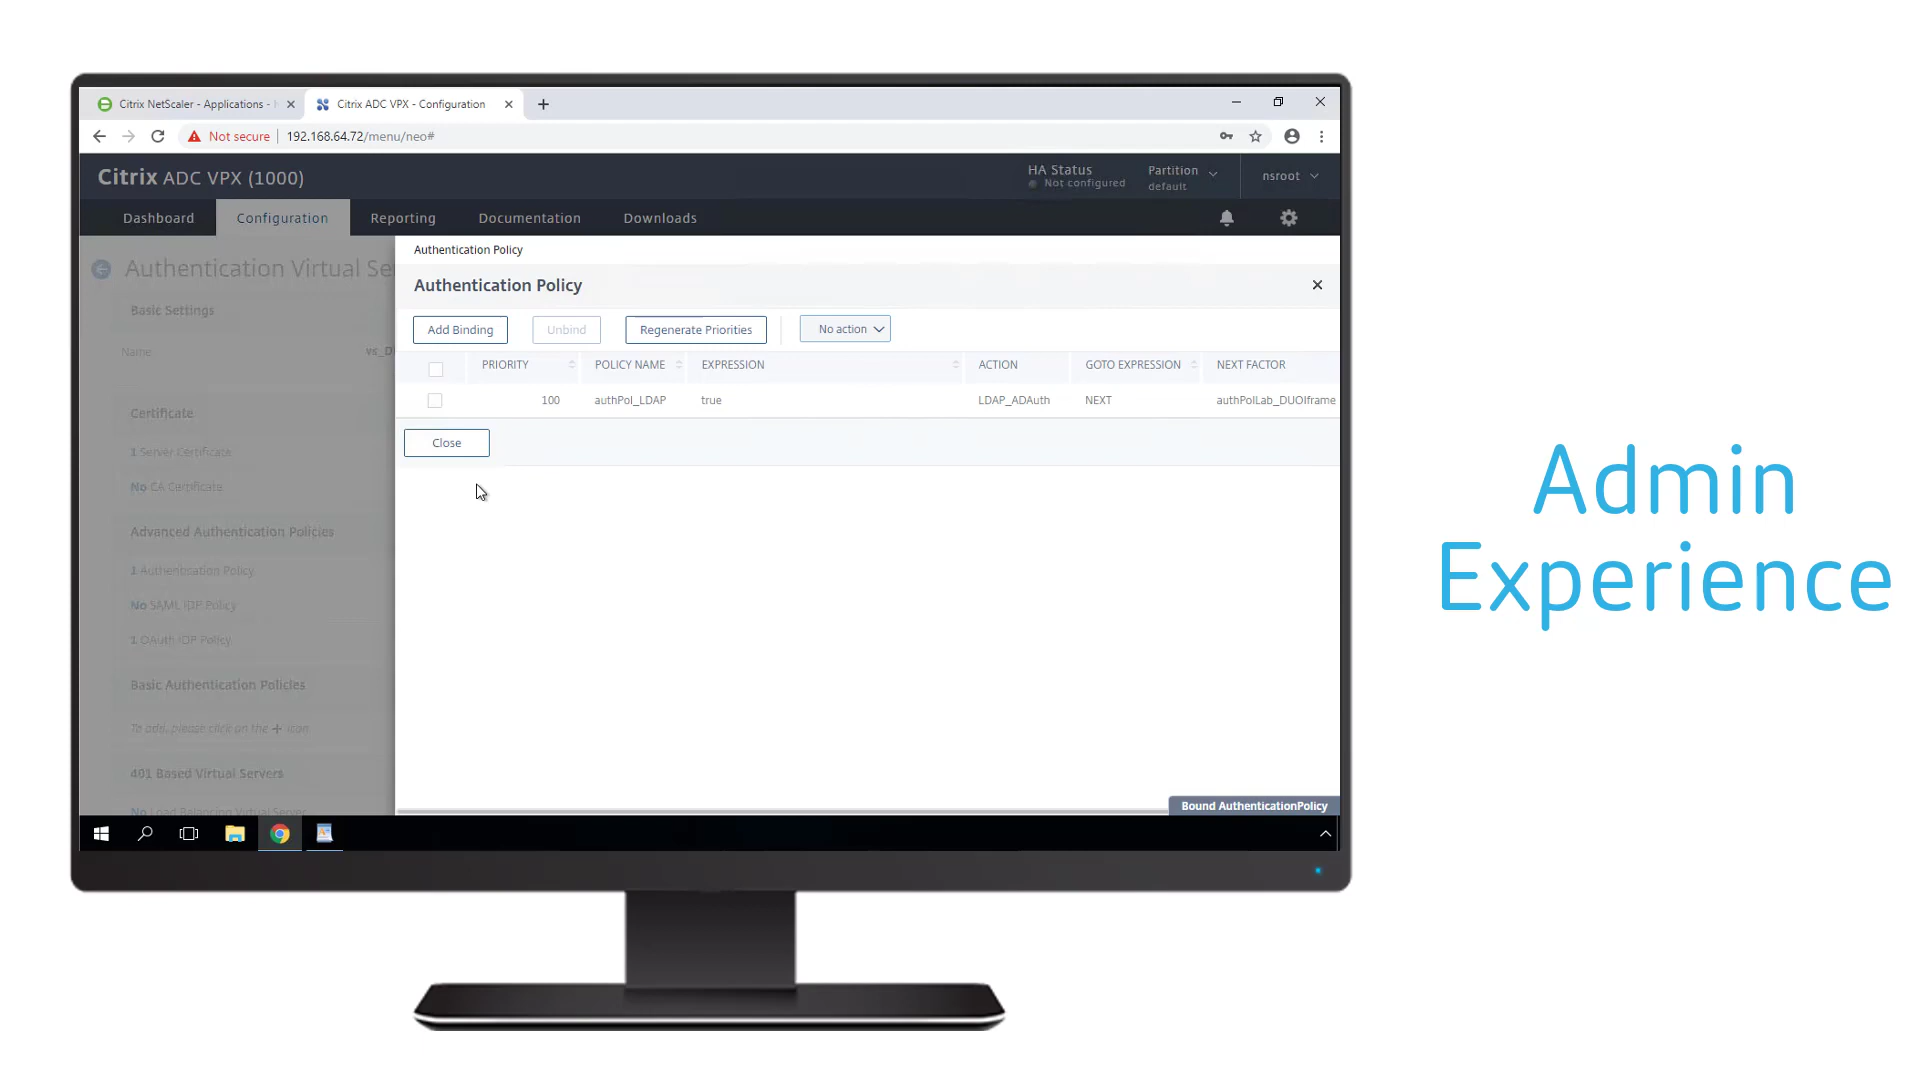 Citrix NetScaler - Applications -
Citrix ADC VPX - Configuration
Not secure
192.168.64.72/menu/neo#
Citrix ADC VPX (1000)
HA Status
Not configured
Partition
default
nsroot
Dashboard
Configuration
Reporting
Documentation
Downloads
Authentication Virtual Se
Basic Settings
Name
vs_D
Certificate
1 Server Certificate
No CA Certificate
Advanced Authentication Policies
1 Authentication Policy
No SAML IDP Policy
1 OAuth IDP Policy
Basic Authentication Policies
To add, please click on the + icon
401 Based Virtual Servers
No Load Balancing Virtual Server
Authentication Policy
Authentication Policy
Add Binding
Unbind
Regenerate Priorities
No action
PRIORITY POLICY NAME EXPRESSION ACTION GOTO EXPRESSION NEXT FACTOR
100 authPol_LDAP true LDAP_ADAuth NEXT authPolLab_DUOIframe
Close
Bound AuthenticationPolicy
Admin
Experience